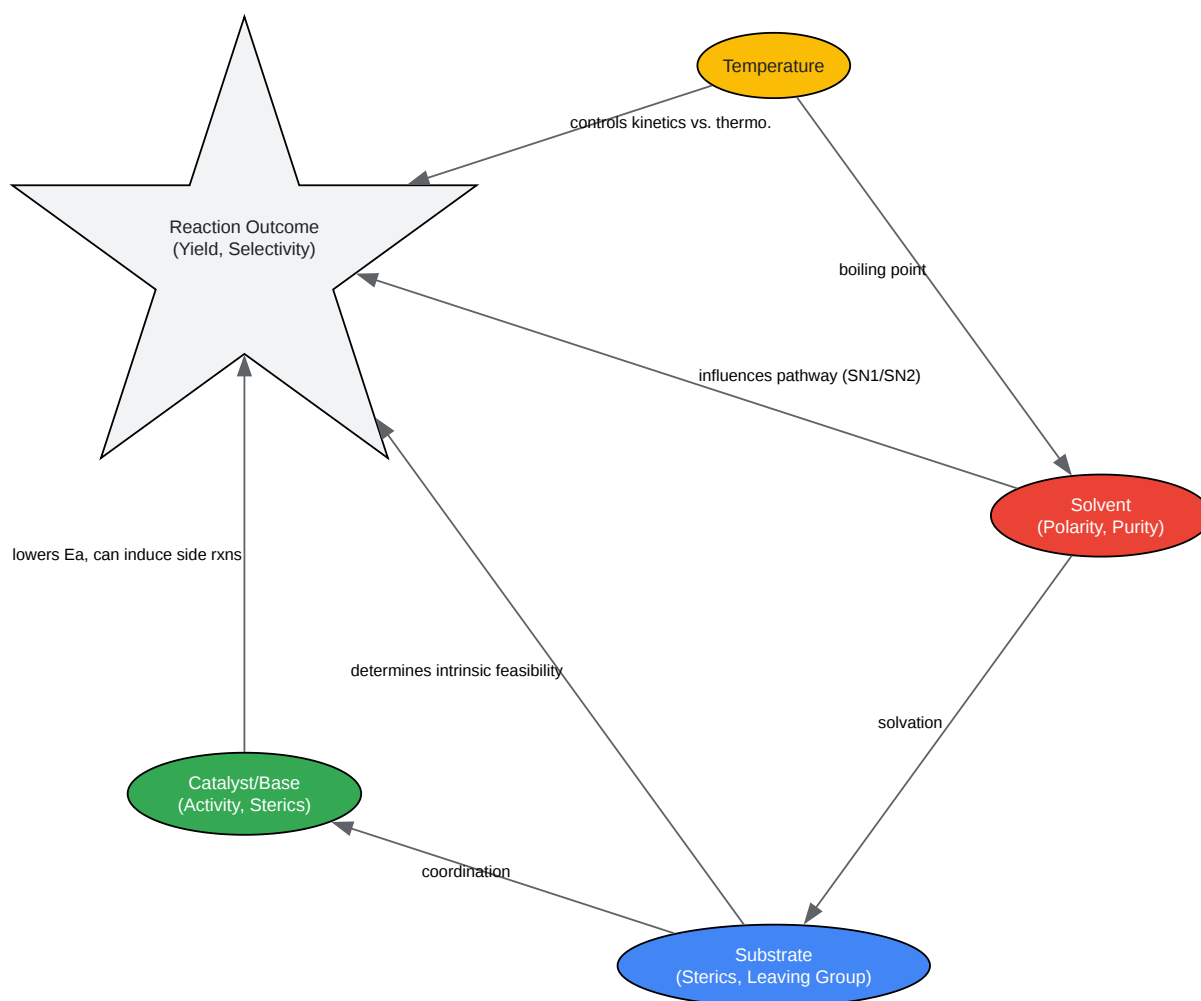 Temperature
controls kinetics vs. thermo.
Reaction Outcome
(Yield, Selectivity)
boiling point
influences pathway (SN1/SN2)
Solvent
(Polarity, Purity)
lowers Ea, can induce side rxns
determines intrinsic feasibility
solvation
Catalyst/Base
(Activity, Sterics)
coordination
Substrate
(Sterics, Leaving Group)